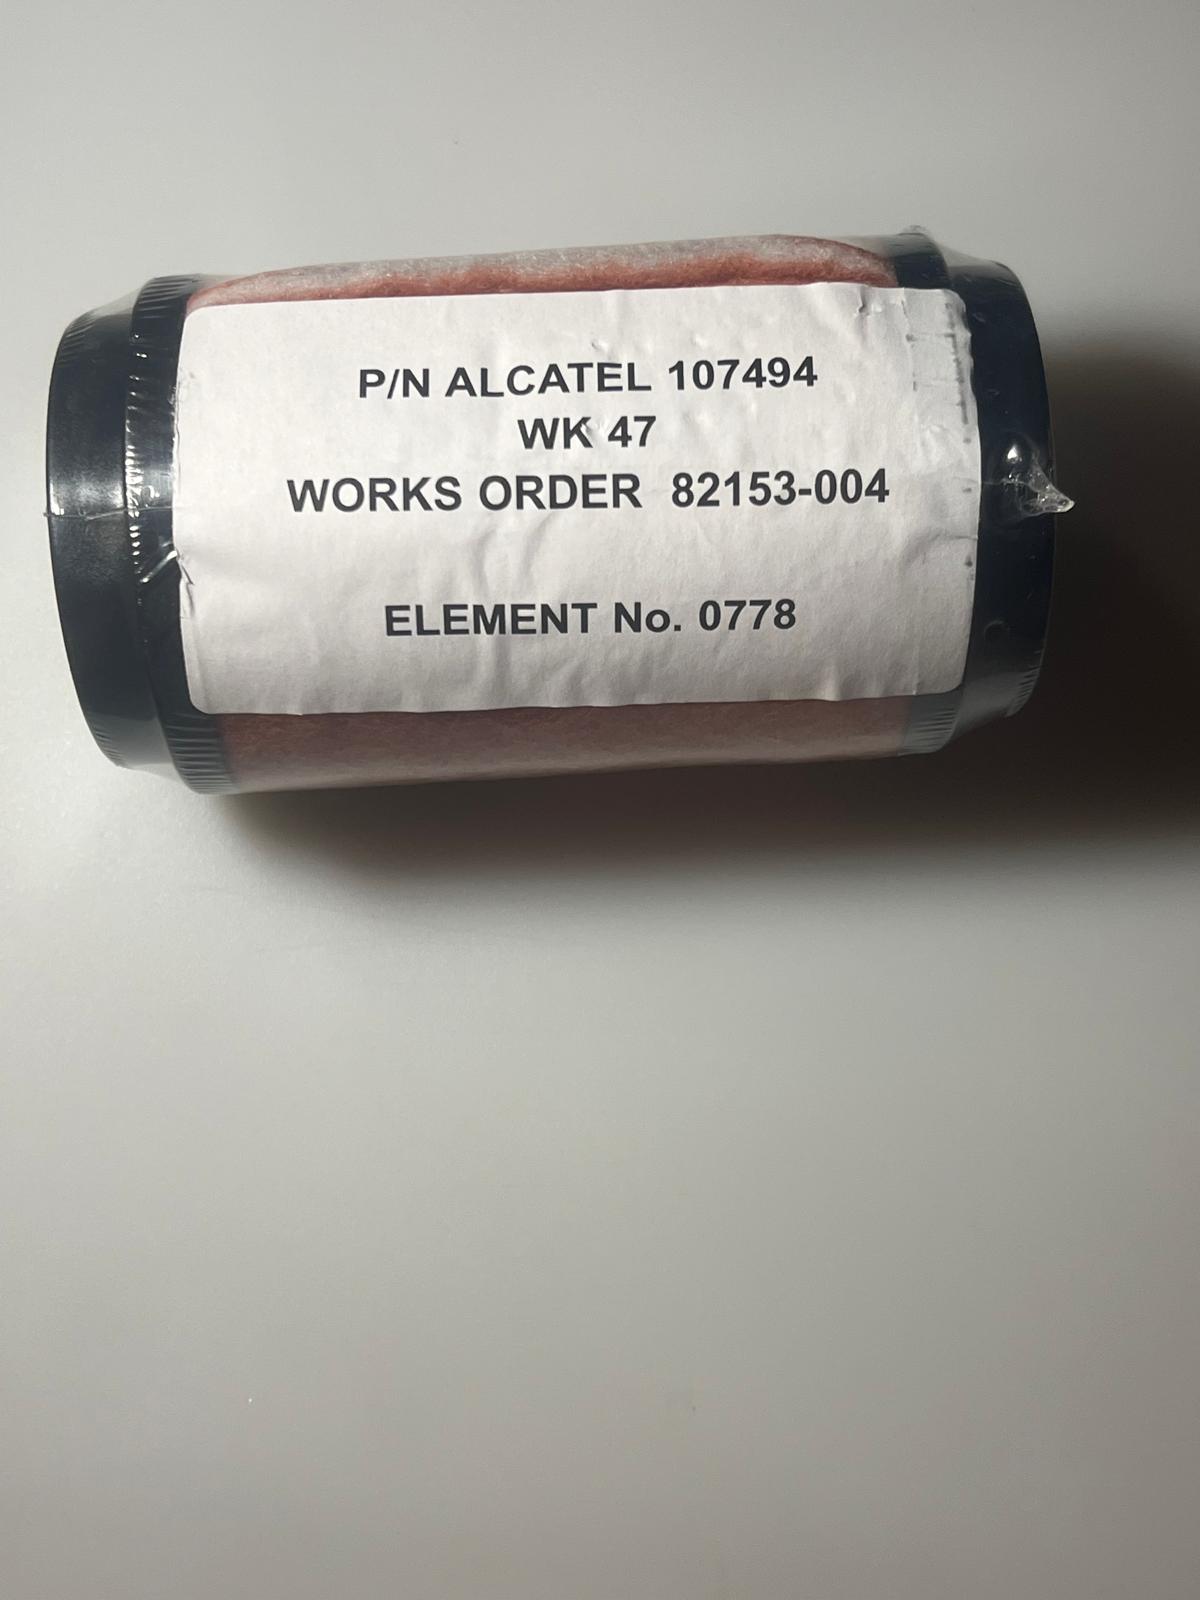 P/N ALCATEL 107494
WK 47
WORKS ORDER 82153-004
ELEMENT No. 0778